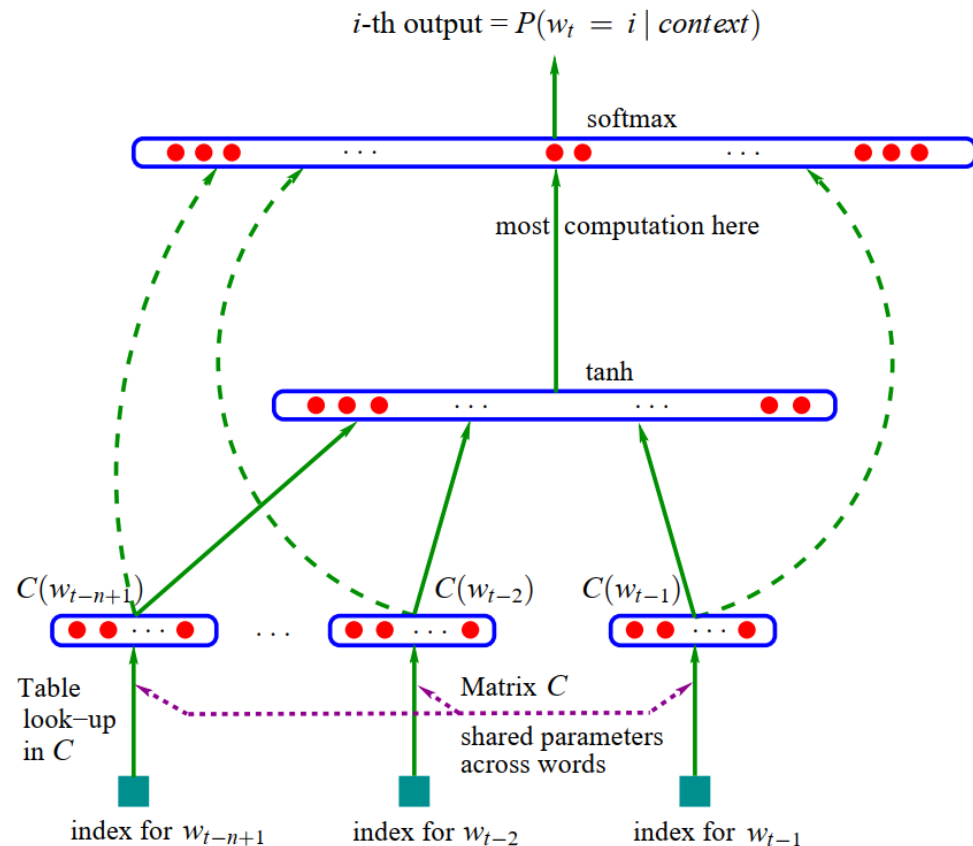 i-th output = P(w_t = i | context)
softmax
. . .
. . .
most computation here
tanh
. . .
. . .
C(w_{t−n+1})
C(w_{t−2})
C(w_{t−1})
. . .
. . .
. . .
. . .
Table
look−up
in C
Matrix C
shared parameters
across words
index for w_{t−n+1}
index for w_{t−2}
index for w_{t−1}